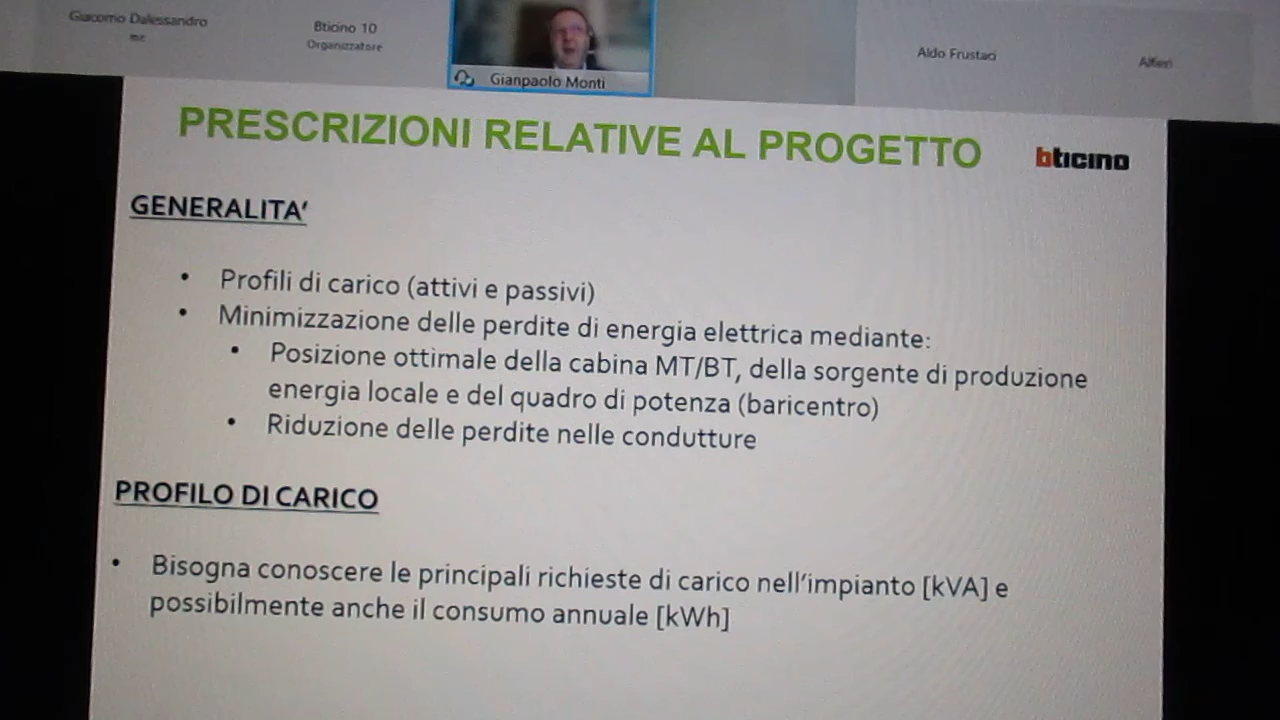 Giacomo Dalessandro
me
Bticino 10
Organizzatore
Gianpaolo Monti
Aldo Frustaci
Alfieri
PRESCRIZIONI RELATIVE AL PROGETTO
bticino
GENERALITA'
• Profili di carico (attivi e passivi)
• Minimizzazione delle perdite di energia elettrica mediante:
• Posizione ottimale della cabina MT/BT, della sorgente di produzione
energia locale e del quadro di potenza (baricentro)
• Riduzione delle perdite nelle condutture
PROFILO DI CARICO
• Bisogna conoscere le principali richieste di carico nell'impianto [kVA] e
possibilmente anche il consumo annuale [kWh]